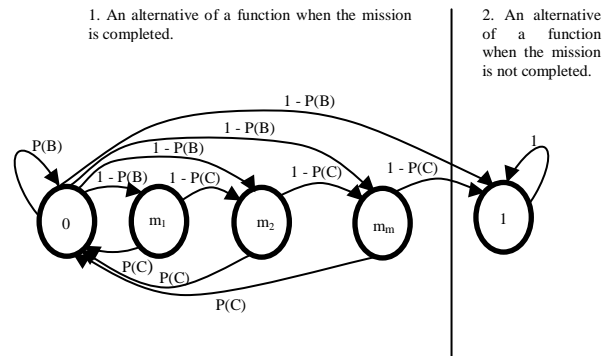 1. An alternative of a function when the mission
is completed.
2. An alternative
of a function
when the mission
is not completed.
1 - P(B)
1 - P(B)
P(B)
1 - P(B)
1
1 - P(B)
1 - P(C)
1 - P(C)
1 - P(C)
0
m₁
m₂
mₘ
1
P(C)
P(C)
P(C)